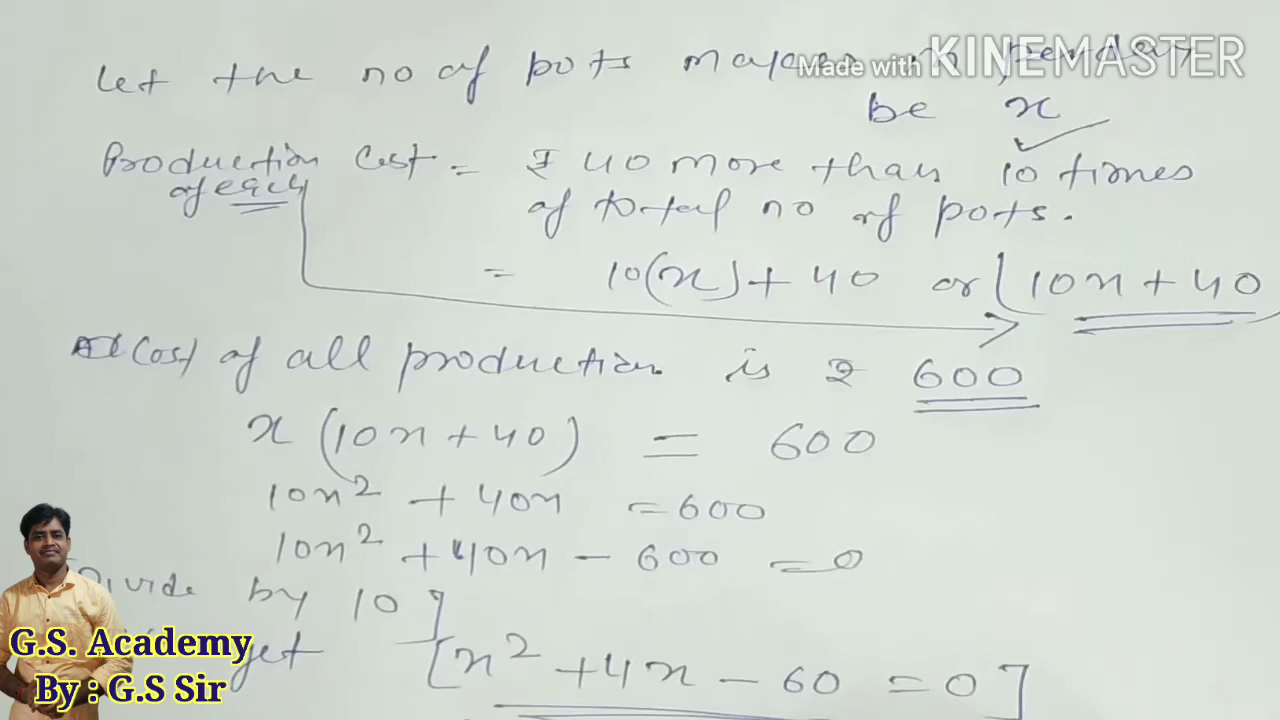 Let the no of pots
Made with KINEMASTER
be x
Production Cost = ₹ 40 more than 10 times
of each
of total no of pots.
= 10(x) + 40 or 10x + 40
Cost of all production is ₹ 600
x (10x + 40) = 600
10x² + 40x = 600
10x² + 40x - 600 = 0
Divide by 10]
get [x² + 4x - 60 = 0]
G.S. Academy
By : G.S Sir